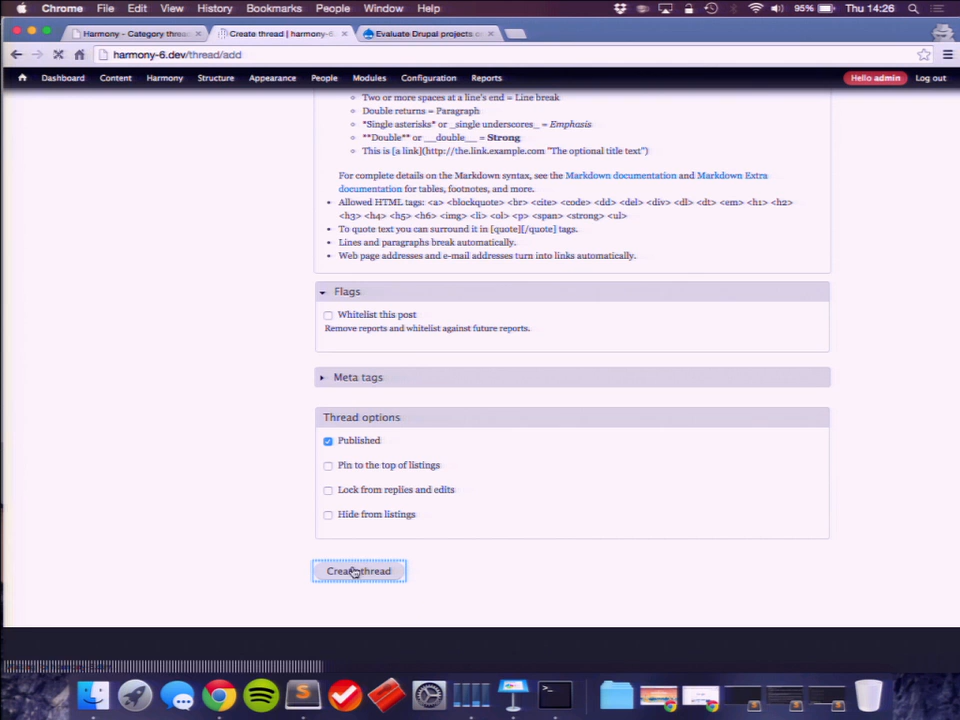 Chrome File Edit View History Bookmarks People Window Help 95% Thu 14:26
Harmony - Category threa Create thread | harmony-6. Evaluate Drupal projects o
harmony-6.dev/thread/add
Dashboard Content Harmony Structure Appearance People Modules Configuration Reports Hello admin Log out
Two or more spaces at a line's end = Line break
Double returns = Paragraph
*Single asterisks* or _single underscores_ = Emphasis
**Double** or __double__ = Strong
This is [a link](http://the.link.example.com "The optional title text")
For complete details on the Markdown syntax, see the Markdown documentation and Markdown Extra
documentation for tables, footnotes, and more.
Allowed HTML tags: <a> <blockquote> <br> <cite> <code> <dd> <del> <div> <dl> <dt> <em> <h1> <h2>
<h3> <h4> <h5> <h6> <img> <li> <ol> <p> <span> <strong> <ul>
To quote text you can surround it in [quote][/quote] tags.
Lines and paragraphs break automatically.
Web page addresses and e-mail addresses turn into links automatically.
Flags
Whitelist this post
Remove reports and whitelist against future reports.
Meta tags
Thread options
Published
Pin to the top of listings
Lock from replies and edits
Hide from listings
Create thread